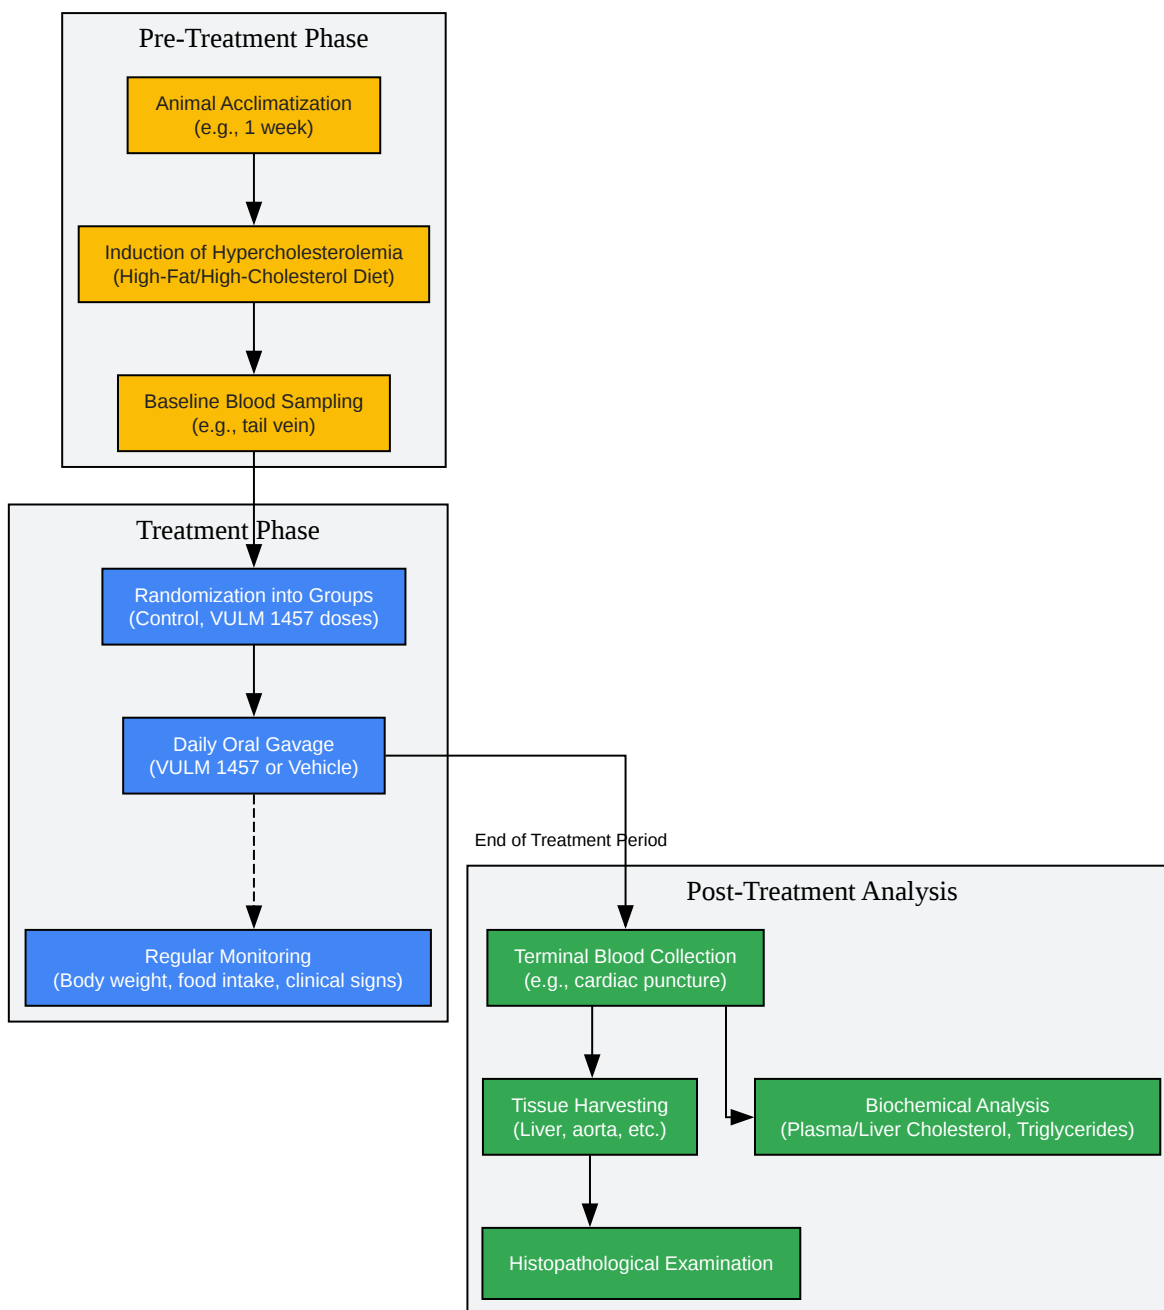 Pre-Treatment Phase
Animal Acclimatization
(e.g., 1 week)
Induction of Hypercholesterolemia
(High-Fat/High-Cholesterol Diet)
Baseline Blood Sampling
(e.g., tail vein)
Treatment Phase
Randomization into Groups
(Control, VULM 1457 doses)
Daily Oral Gavage
(VULM 1457 or Vehicle)
End of Treatment Period
Regular Monitoring
(Body weight, food intake, clinical signs)
Post-Treatment Analysis
Terminal Blood Collection
(e.g., cardiac puncture)
Tissue Harvesting
(Liver, aorta, etc.)
Biochemical Analysis
(Plasma/Liver Cholesterol, Triglycerides)
Histopathological Examination